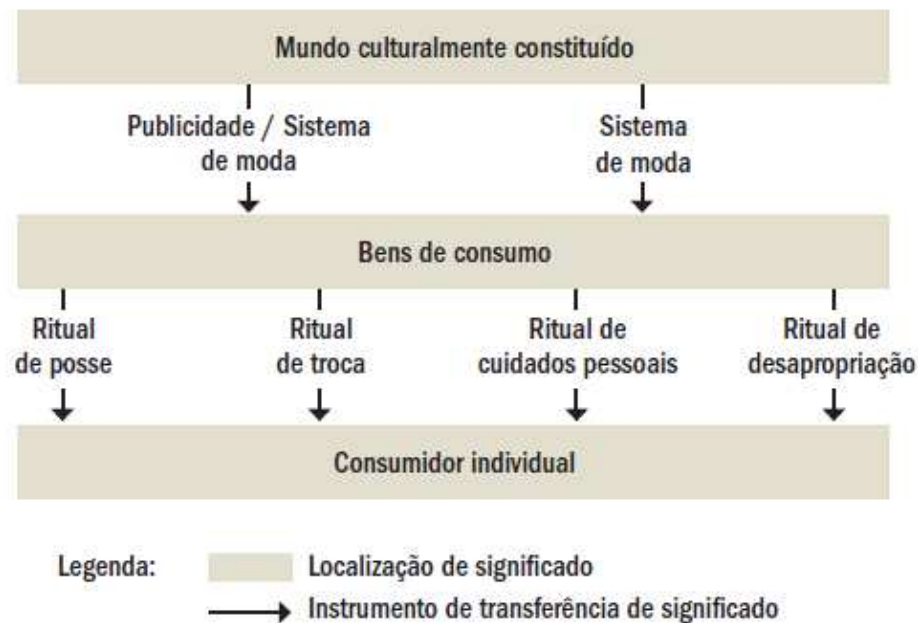 Mundo culturalmente constituído
Publicidade / Sistema
de moda
Sistema
de moda
Bens de consumo
Ritual
de posse
Ritual
de troca
Ritual de
cuidados pessoais
Ritual de
desapropriação
Consumidor individual
Legenda:
Localização de significado
Instrumento de transferência de significado